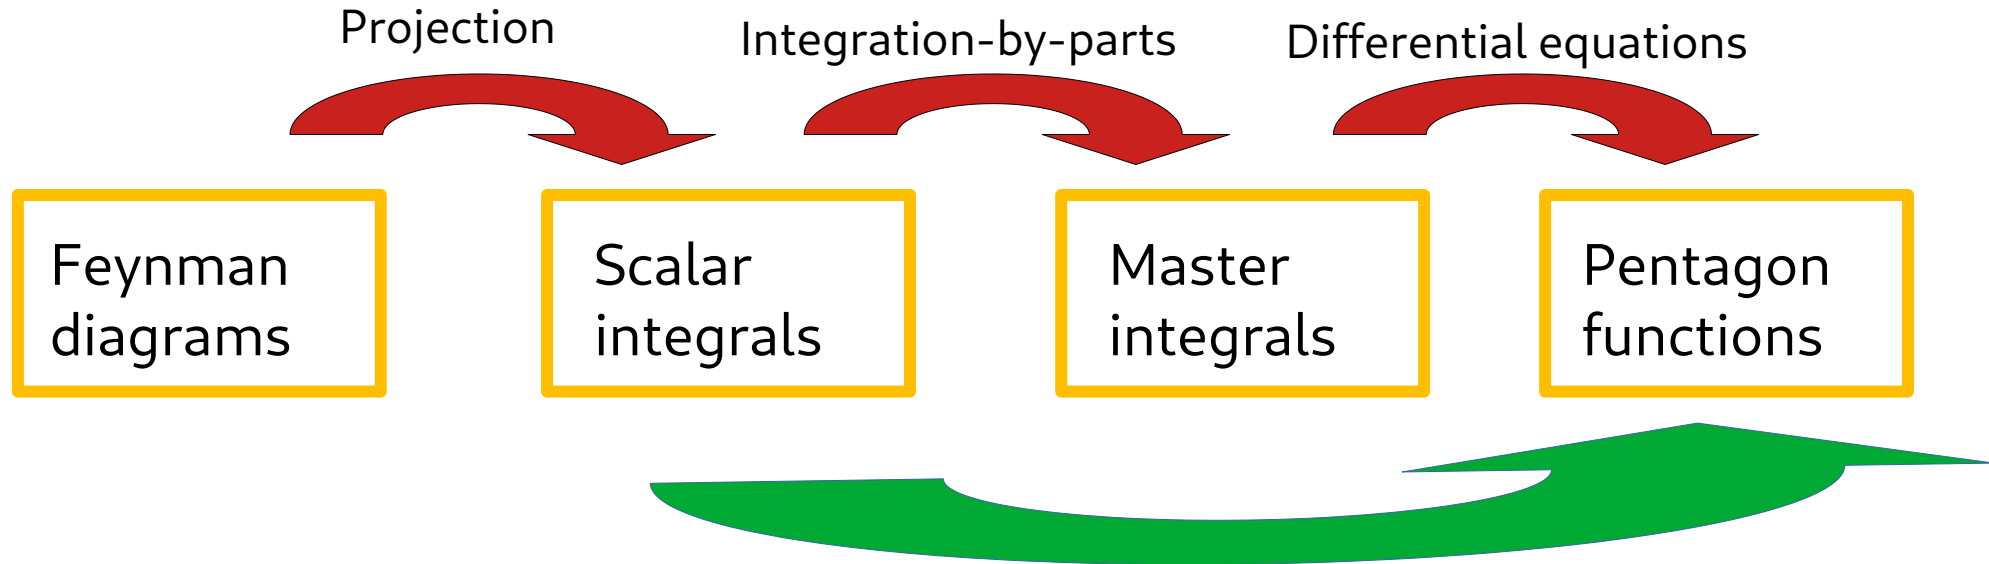 Projection
Integration-by-parts
Differential equations
Feynman
diagrams
Scalar
integrals
Master
integrals
Pentagon
functions